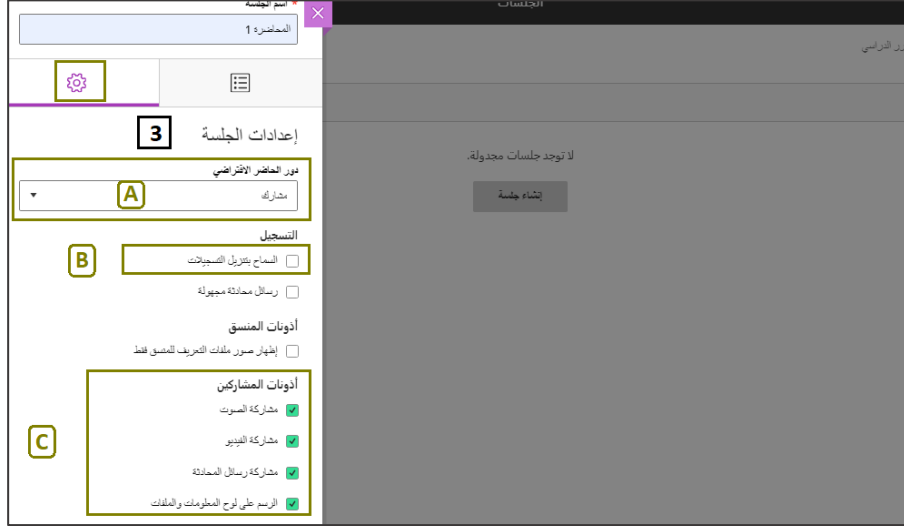 * اسم الجلسة
المحاضرة 1
إعدادات الجلسة
3
دور الحاضر الافتراضي
مشارك
A
التسجيل
السماح بتنزيل التسجيلات
B
رسائل محادثة مجهولة
أذونات المنسق
إظهار صور ملفات التعريف للمنسق فقط
أذونات المشاركين
مشاركة الصوت
مشاركة الفيديو
C
مشاركة رسائل المحادثة
الرسم على لوح المعلومات والملفات
الجلسات
الدراسي
لا توجد جلسات مجدولة.
إنشاء جلسة